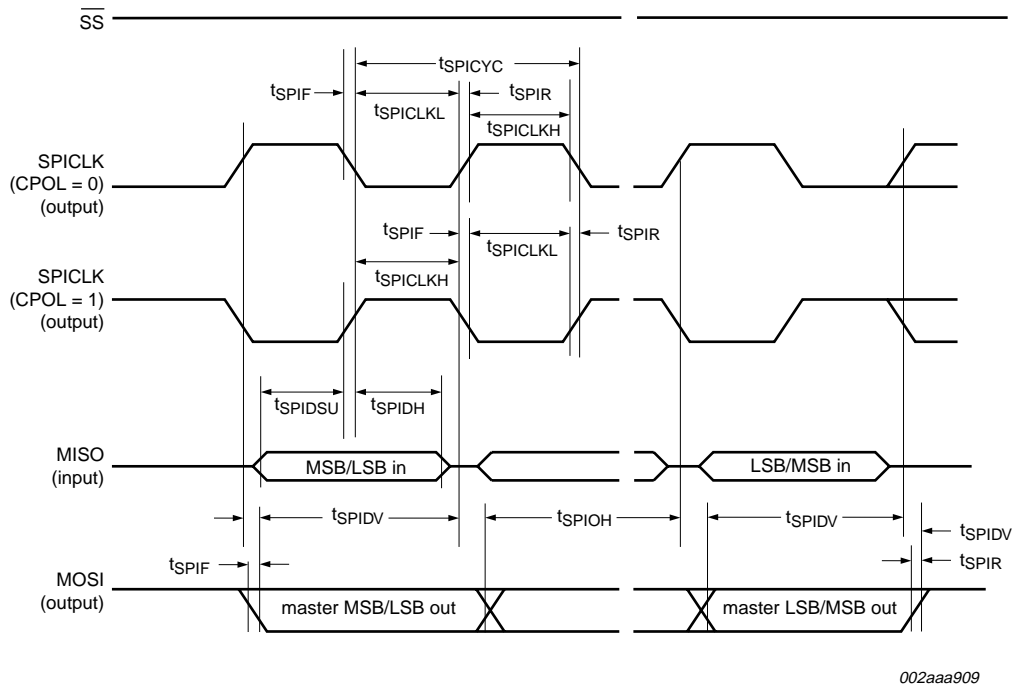 SS
tSPICYC
tSPIF
tSPIR
tSPICLKL
tSPICLKH
SPICLK
(CPOL = 0)
(output)
tSPIF
tSPICLKL
tSPIR
tSPICLKH
SPICLK
(CPOL = 1)
(output)
tSPIDSU
tSPIDH
MISO
(input)
MSB/LSB in
LSB/MSB in
tSPIDV
tSPIOH
tSPIDV
tSPIDV
tSPIF
tSPIR
MOSI
(output)
master MSB/LSB out
master LSB/MSB out
002aaa909